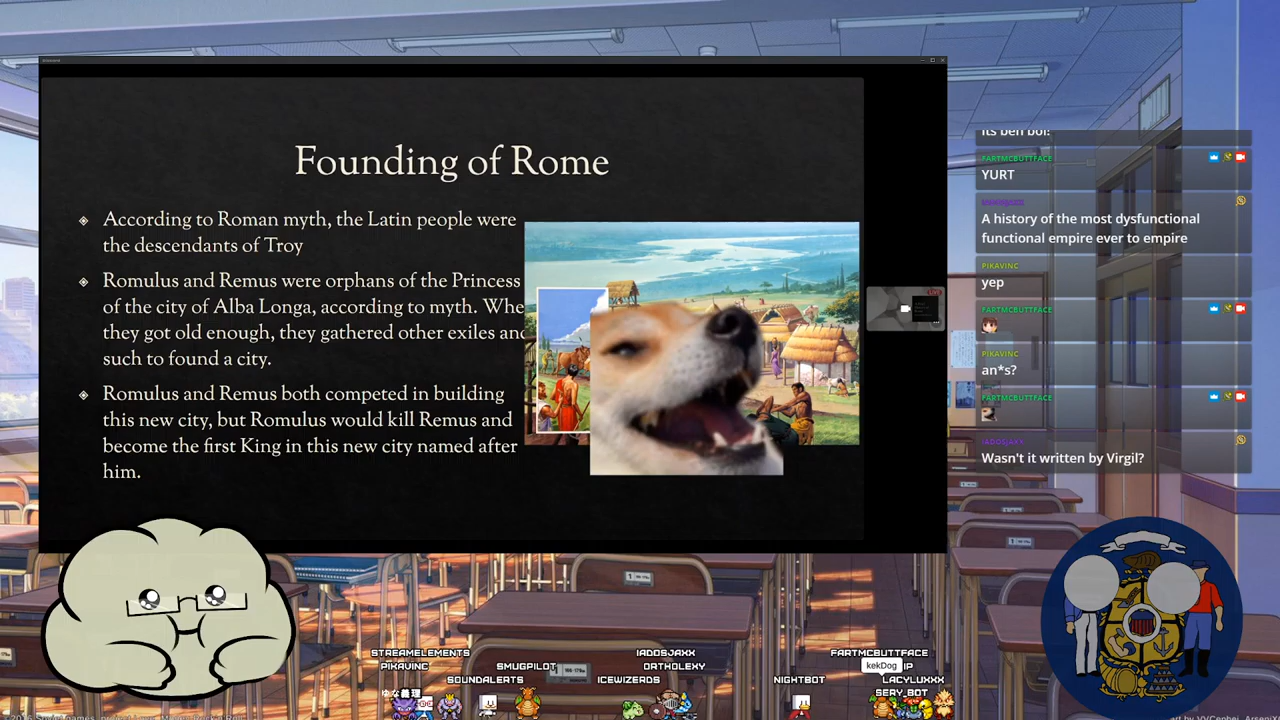 Founding of Rome
According to Roman myth, the Latin people were
the descendants of Troy
Romulus and Remus were orphans of the Princess
of the city of Alba Longa, according to myth. Whe
they got old enough, they gathered other exiles and
such to found a city.
Romulus and Remus both competed in building
this new city, but Romulus would kill Remus and
become the first King in this new city named after
him.
its ben boi!
FARTMCBUTTFACE
YURT
IADOSJAXX
A history of the most dysfunctional
functional empire ever to empire
PIKAVINC
yep
FARTMCBUTTFACE
PIKAVINC
an*s?
FARTMCBUTTFACE
IADOSJAXX
Wasn't it written by Virgil?
STREAMELEMENTS
IADOSJAXX
FARTMCBUTTFACE
PIKAVINC
SMUGPILOT
ORTHOLEXY
kekDog
IP
SOUNDALERTS
ICEWIZERDS
NIGHTBOT
LACYLUXXX
SERY_BOT